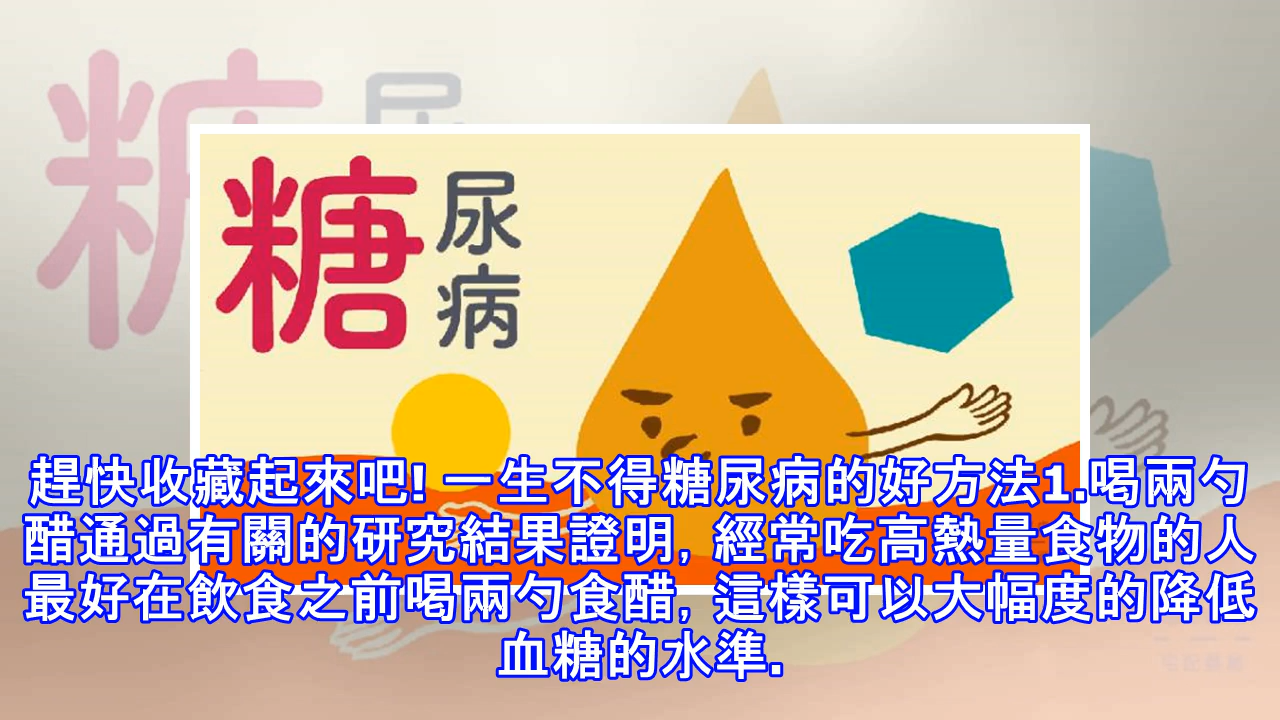 糖尿病
趕快收藏起來吧! 一生不得糖尿病的好方法1.喝兩勺
醋通過有關的研究結果證明, 經常吃高熱量食物的人
最好在飲食之前喝兩勺食醋, 這樣可以大幅度的降低
血糖的水準.